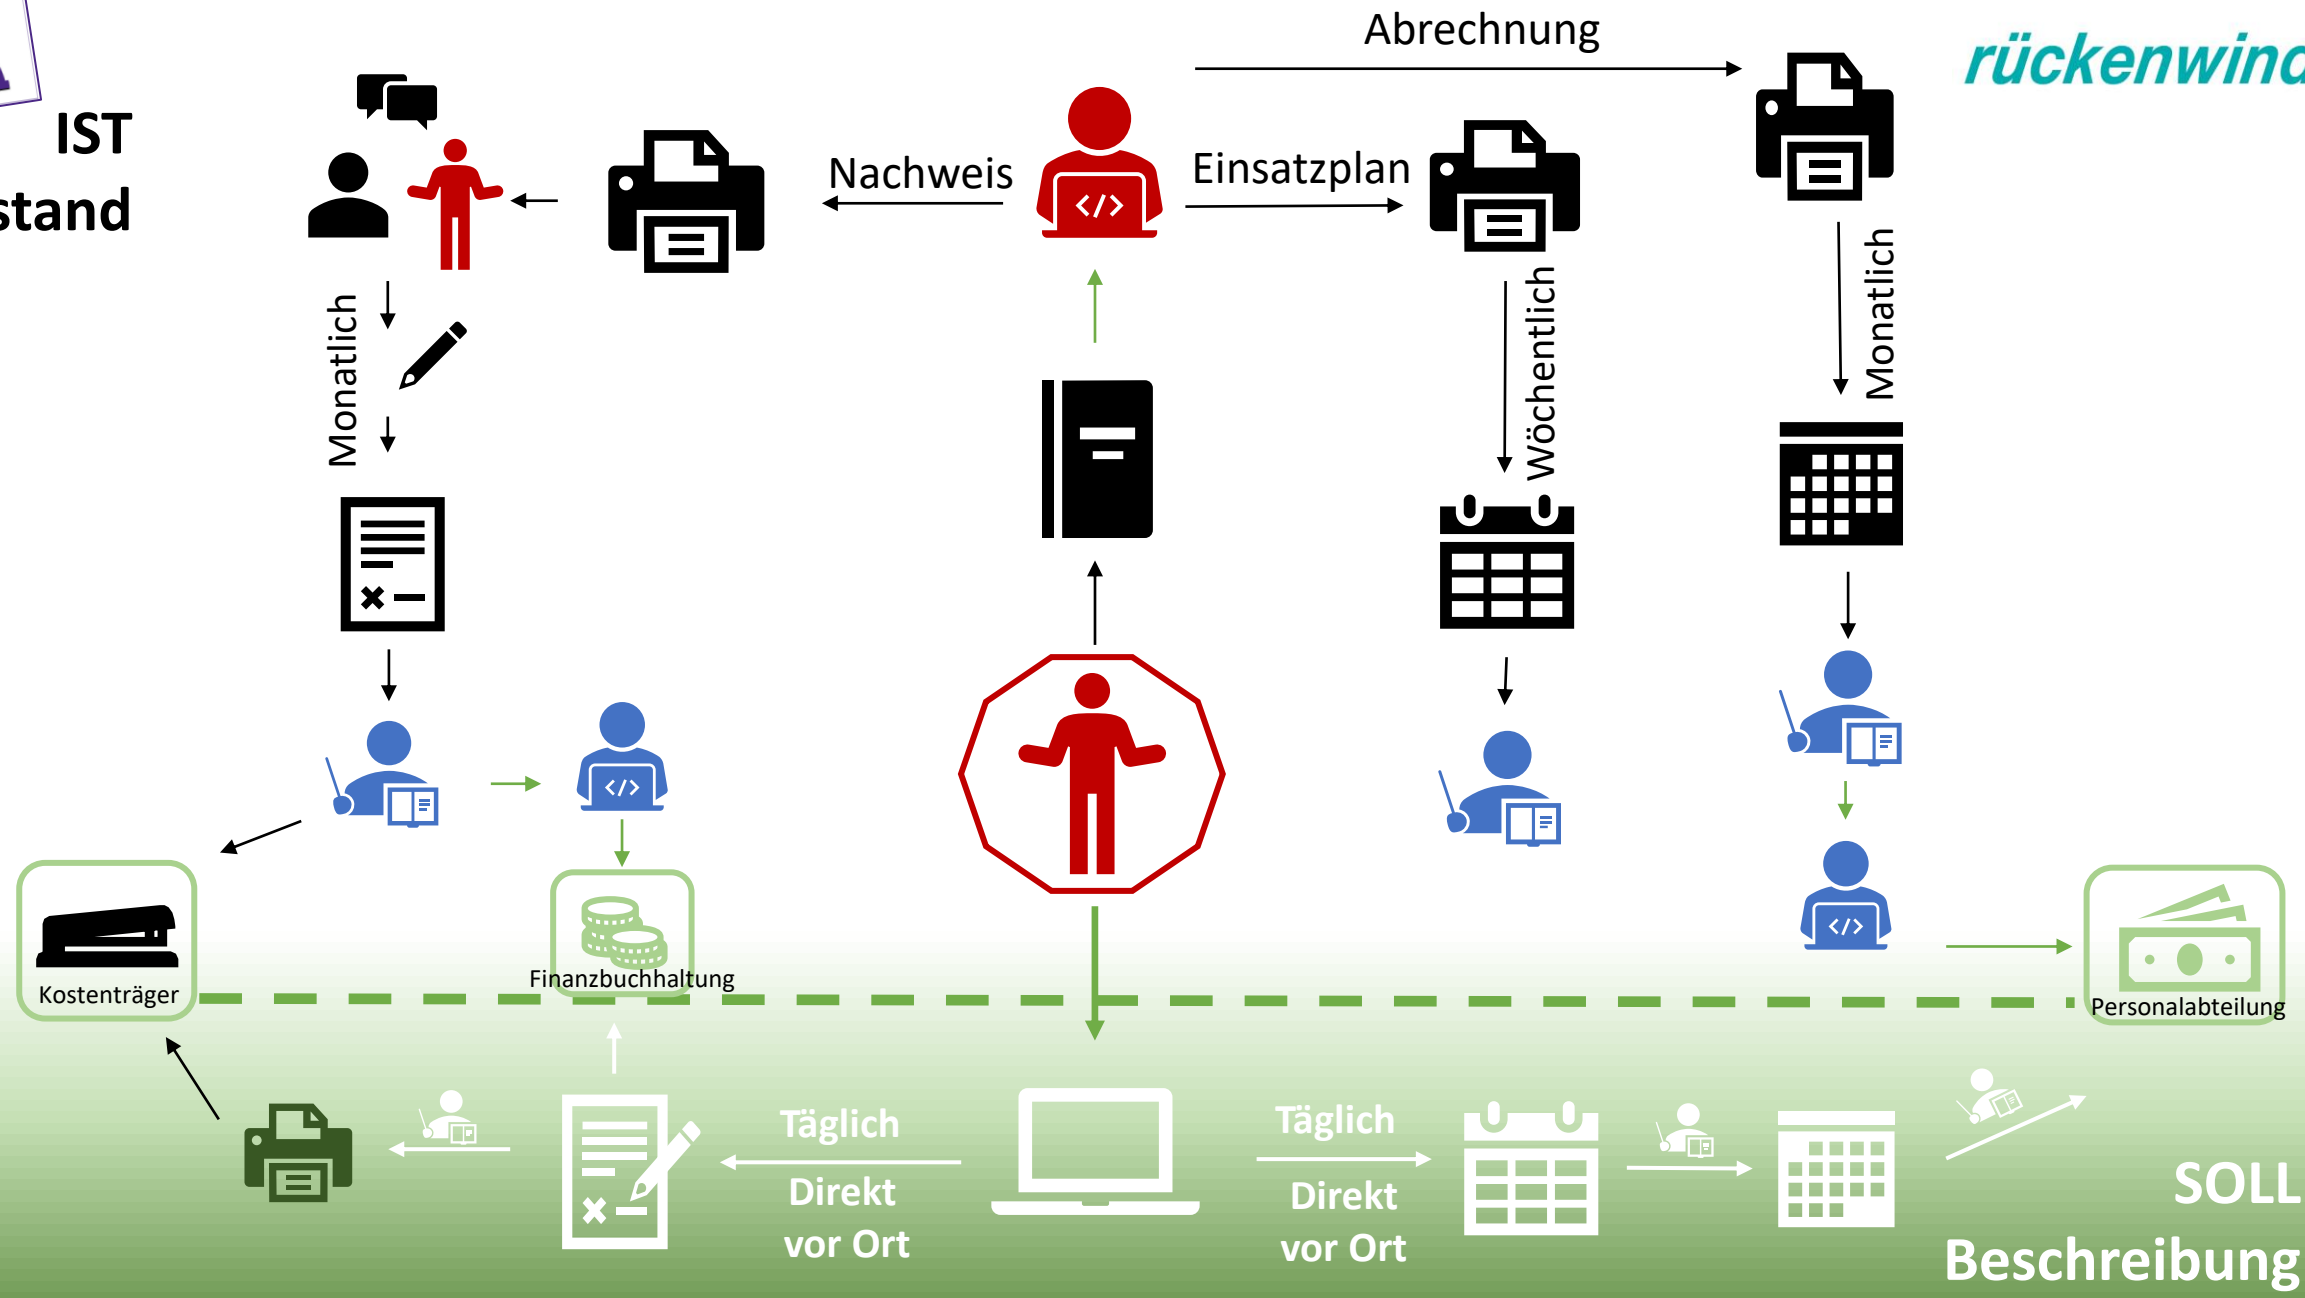 Abrechnung
rückenwind
IST
stand
Nachweis
Einsatzplan
Monatlich
Wöchentlich
Monatlich
Kostenträger
Finanzbuchhaltung
Personalabteilung
Täglich
Direkt
vor Ort
Täglich
Direkt
vor Ort
SOLL
Beschreibung